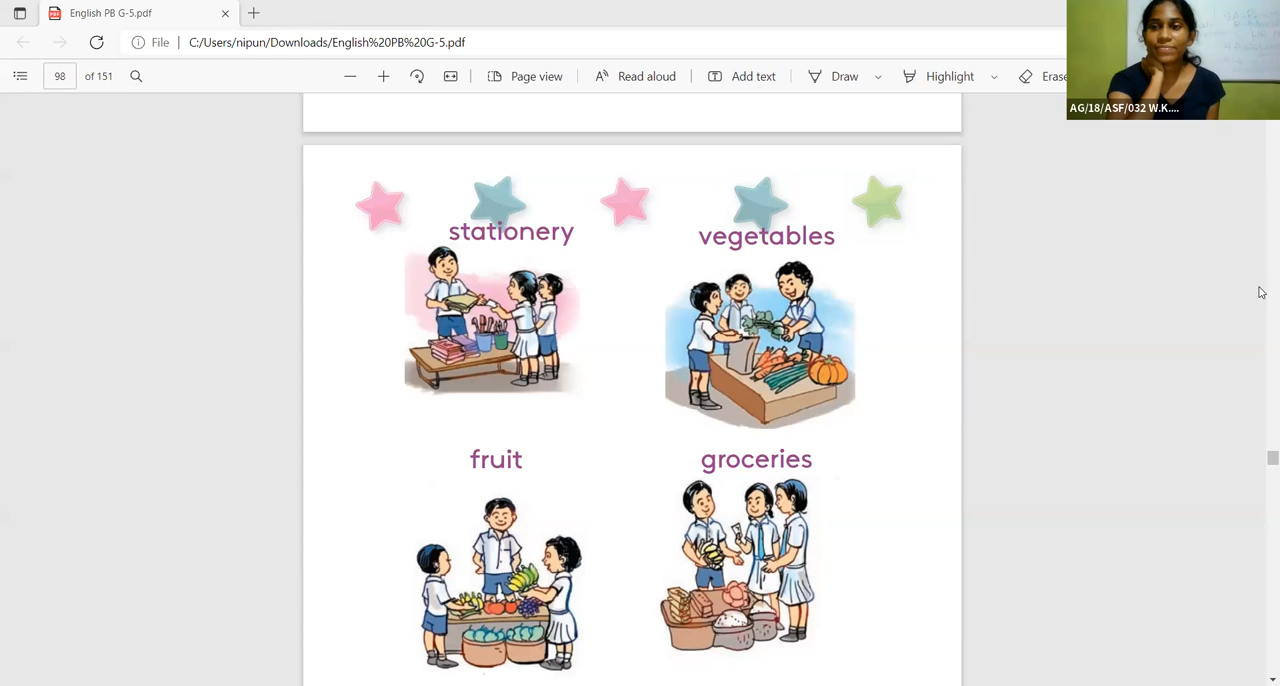 English PB G-5.pdf
File | C:/Users/nipun/Downloads/English%20PB%20G-5.pdf
98 of 151 Page view Read aloud Add text Draw Highlight Erase
AG/18/ASF/032 W.K....
stationery vegetables
fruit groceries